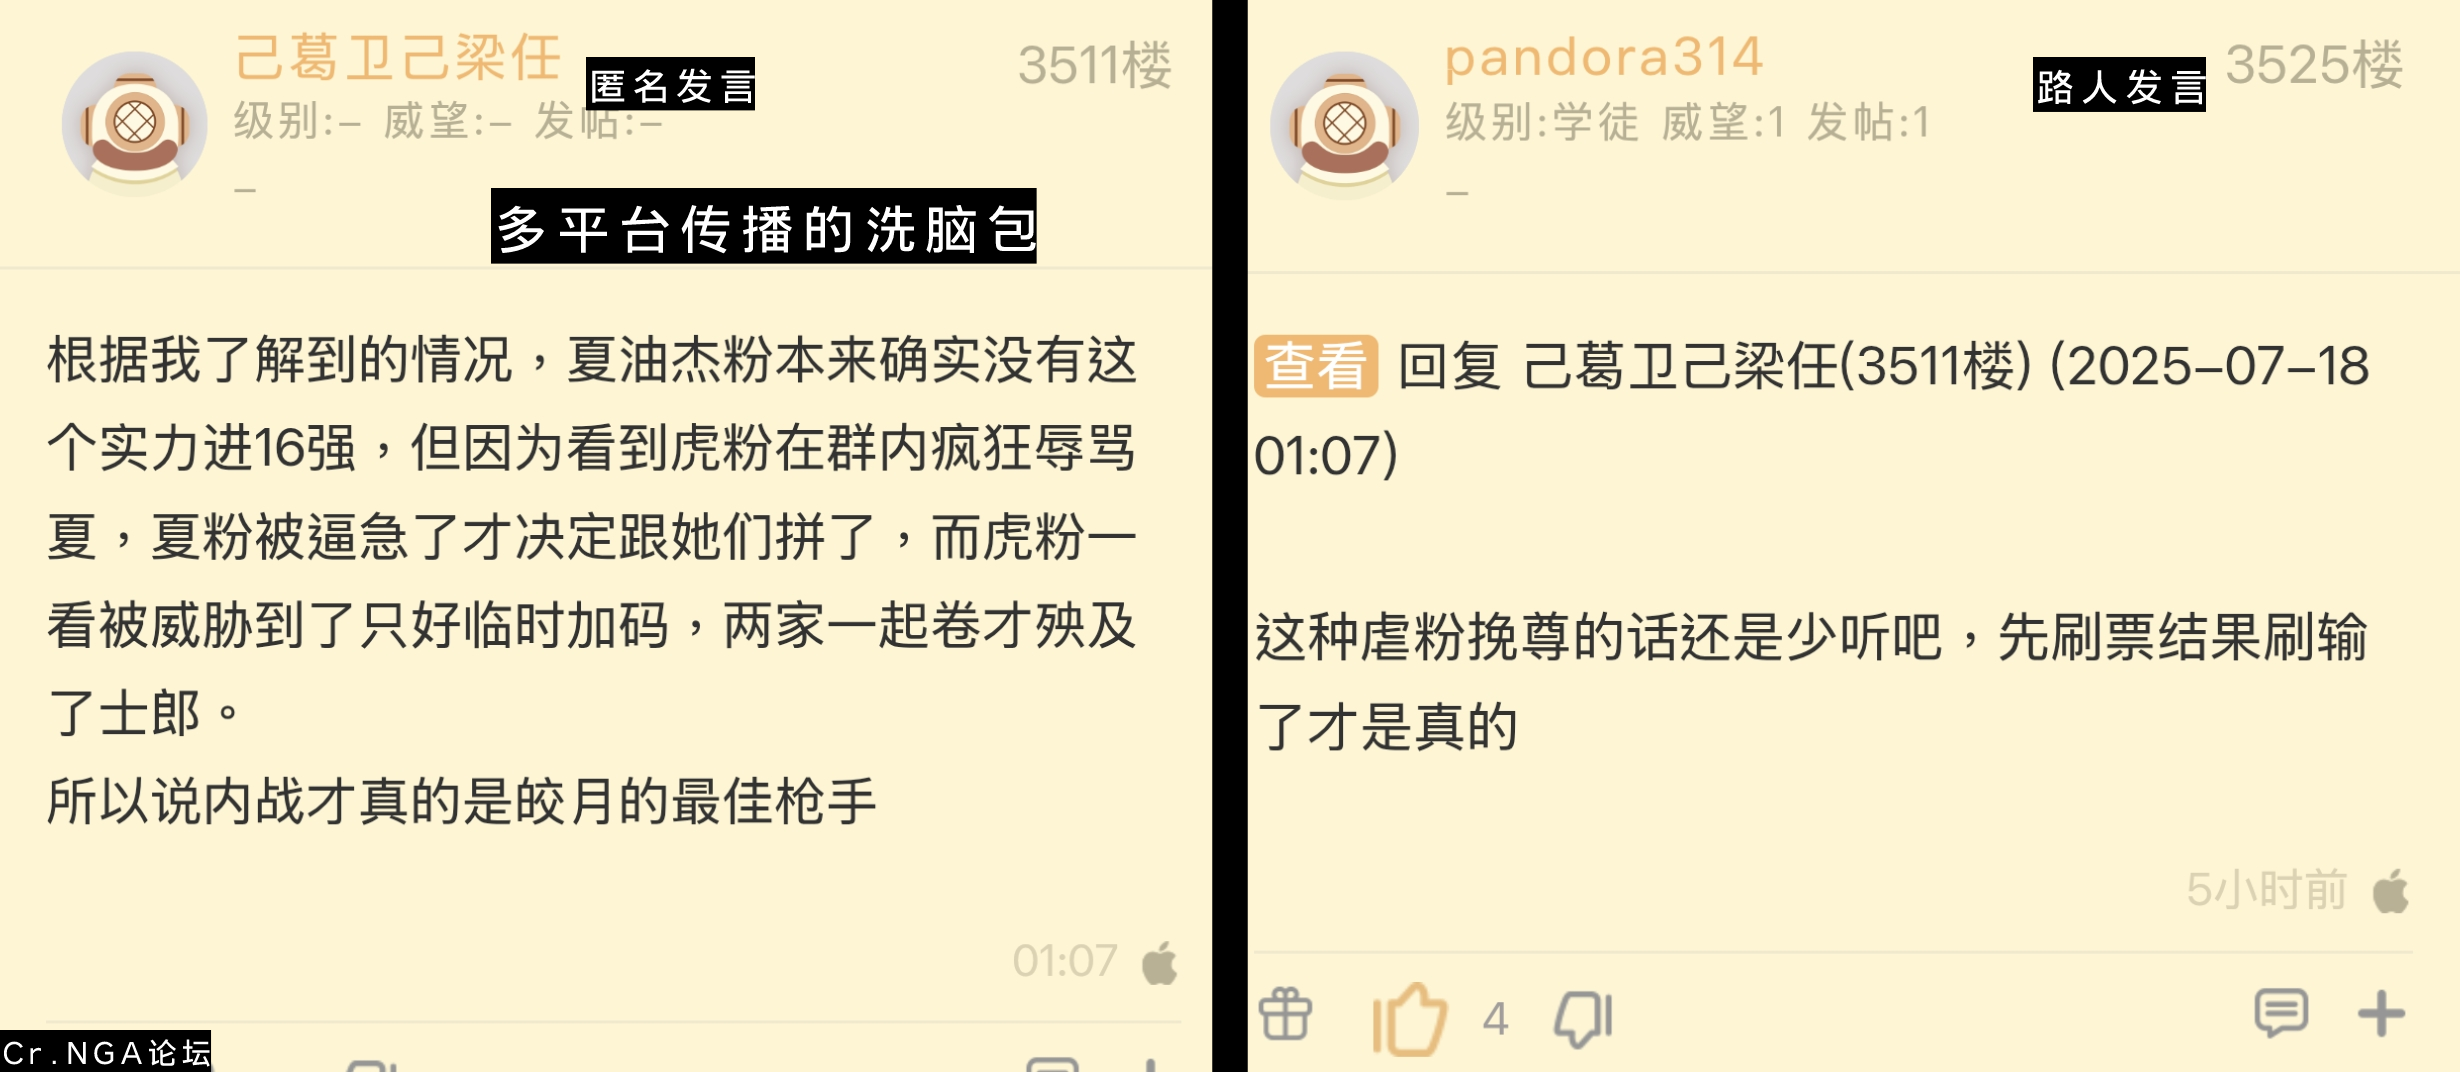 己葛卫己梁任
匿名发言
3511楼
级别:– 威望:– 发帖:–
–
多平台传播的洗脑包
根据我了解到的情况，夏油杰粉本来确实没有这
个实力进16强，但因为看到虎粉在群内疯狂辱骂
夏，夏粉被逼急了才决定跟她们拼了，而虎粉一
看被威胁到了只好临时加码，两家一起卷才殃及
了士郎。
所以说内战才真的是皎月的最佳枪手
01:07
Cr.NGA论坛
pandora314
路人发言
3525楼
级别:学徒 威望:1 发帖:1
–
查看 回复 己葛卫己梁任(3511楼) (2025–07–18
01:07)
这种虐粉挽尊的话还是少听吧，先刷票结果刷输
了才是真的
5小时前
4